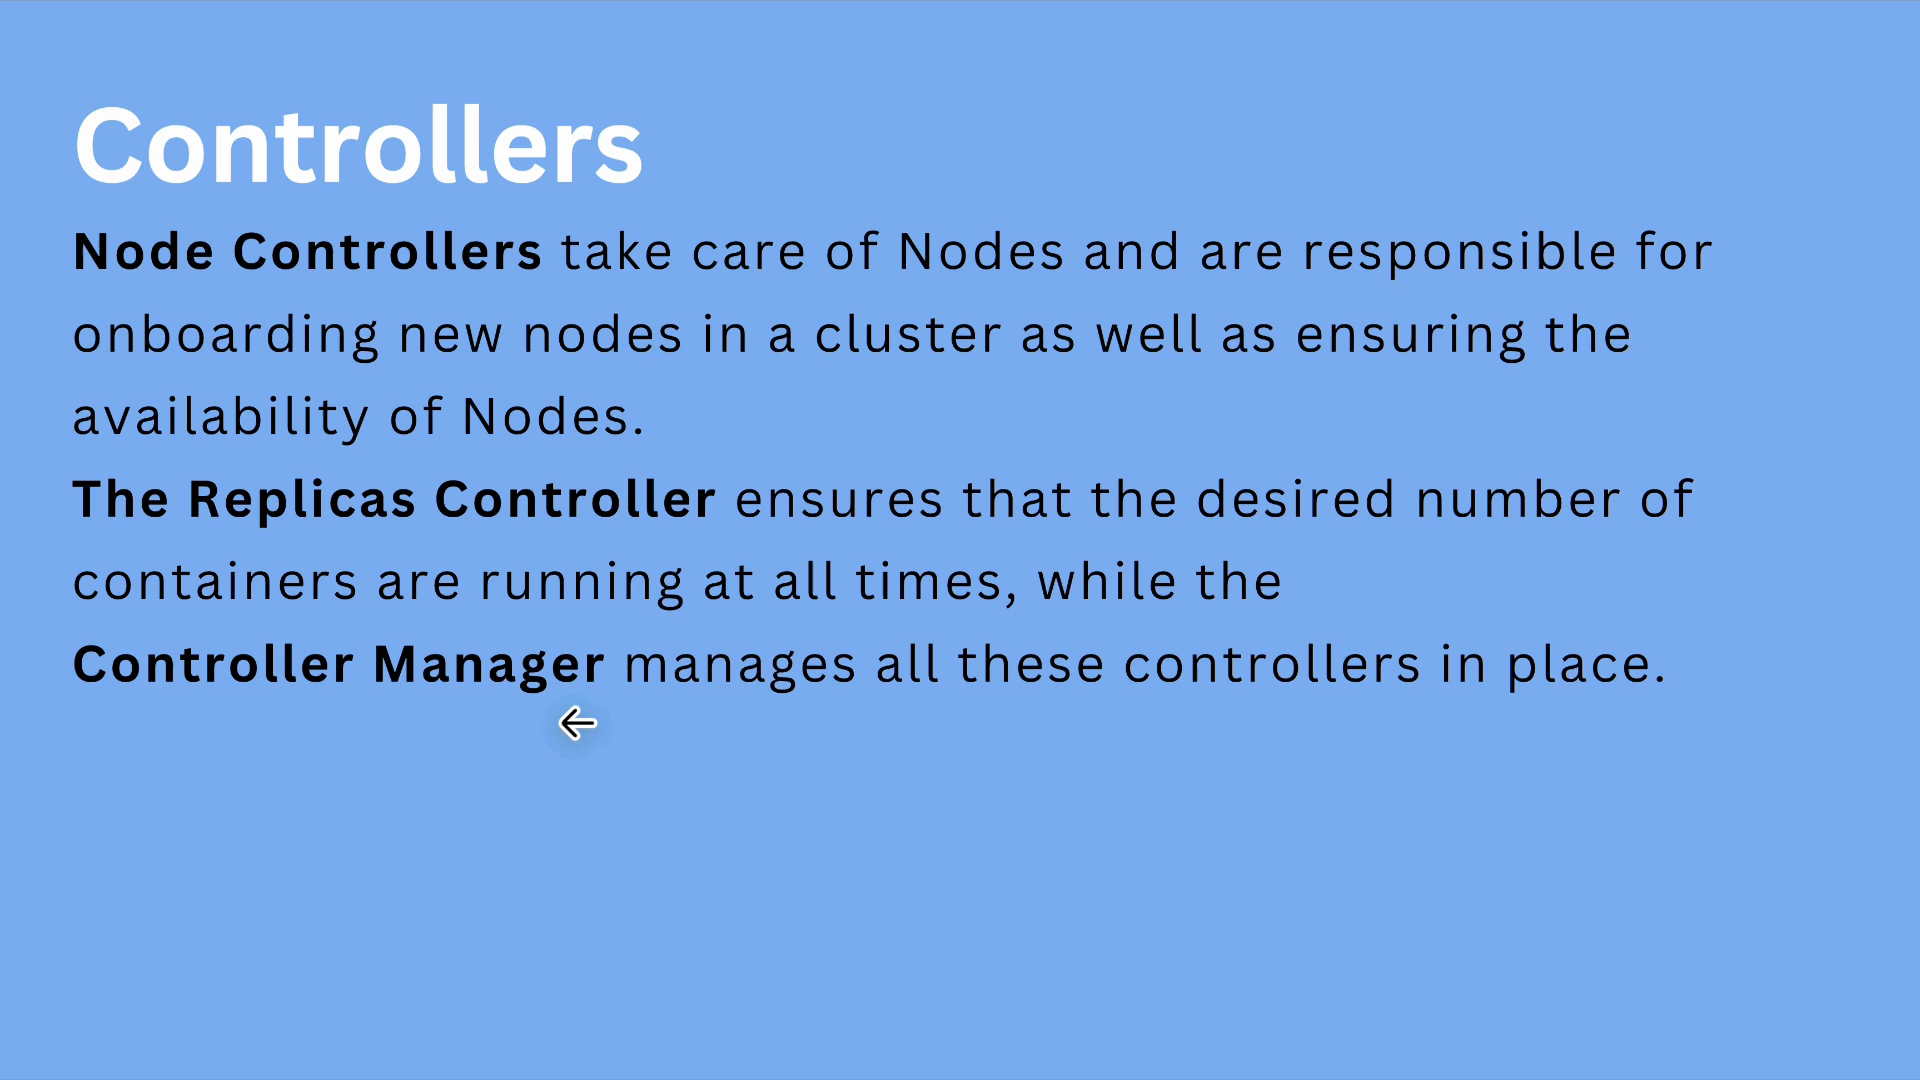 Controllers
Node Controllers take care of Nodes and are responsible for
onboarding new nodes in a cluster as well as ensuring the
availability of Nodes.
The Replicas Controller ensures that the desired number of
containers are running at all times, while the
Controller Manager manages all these controllers in place.